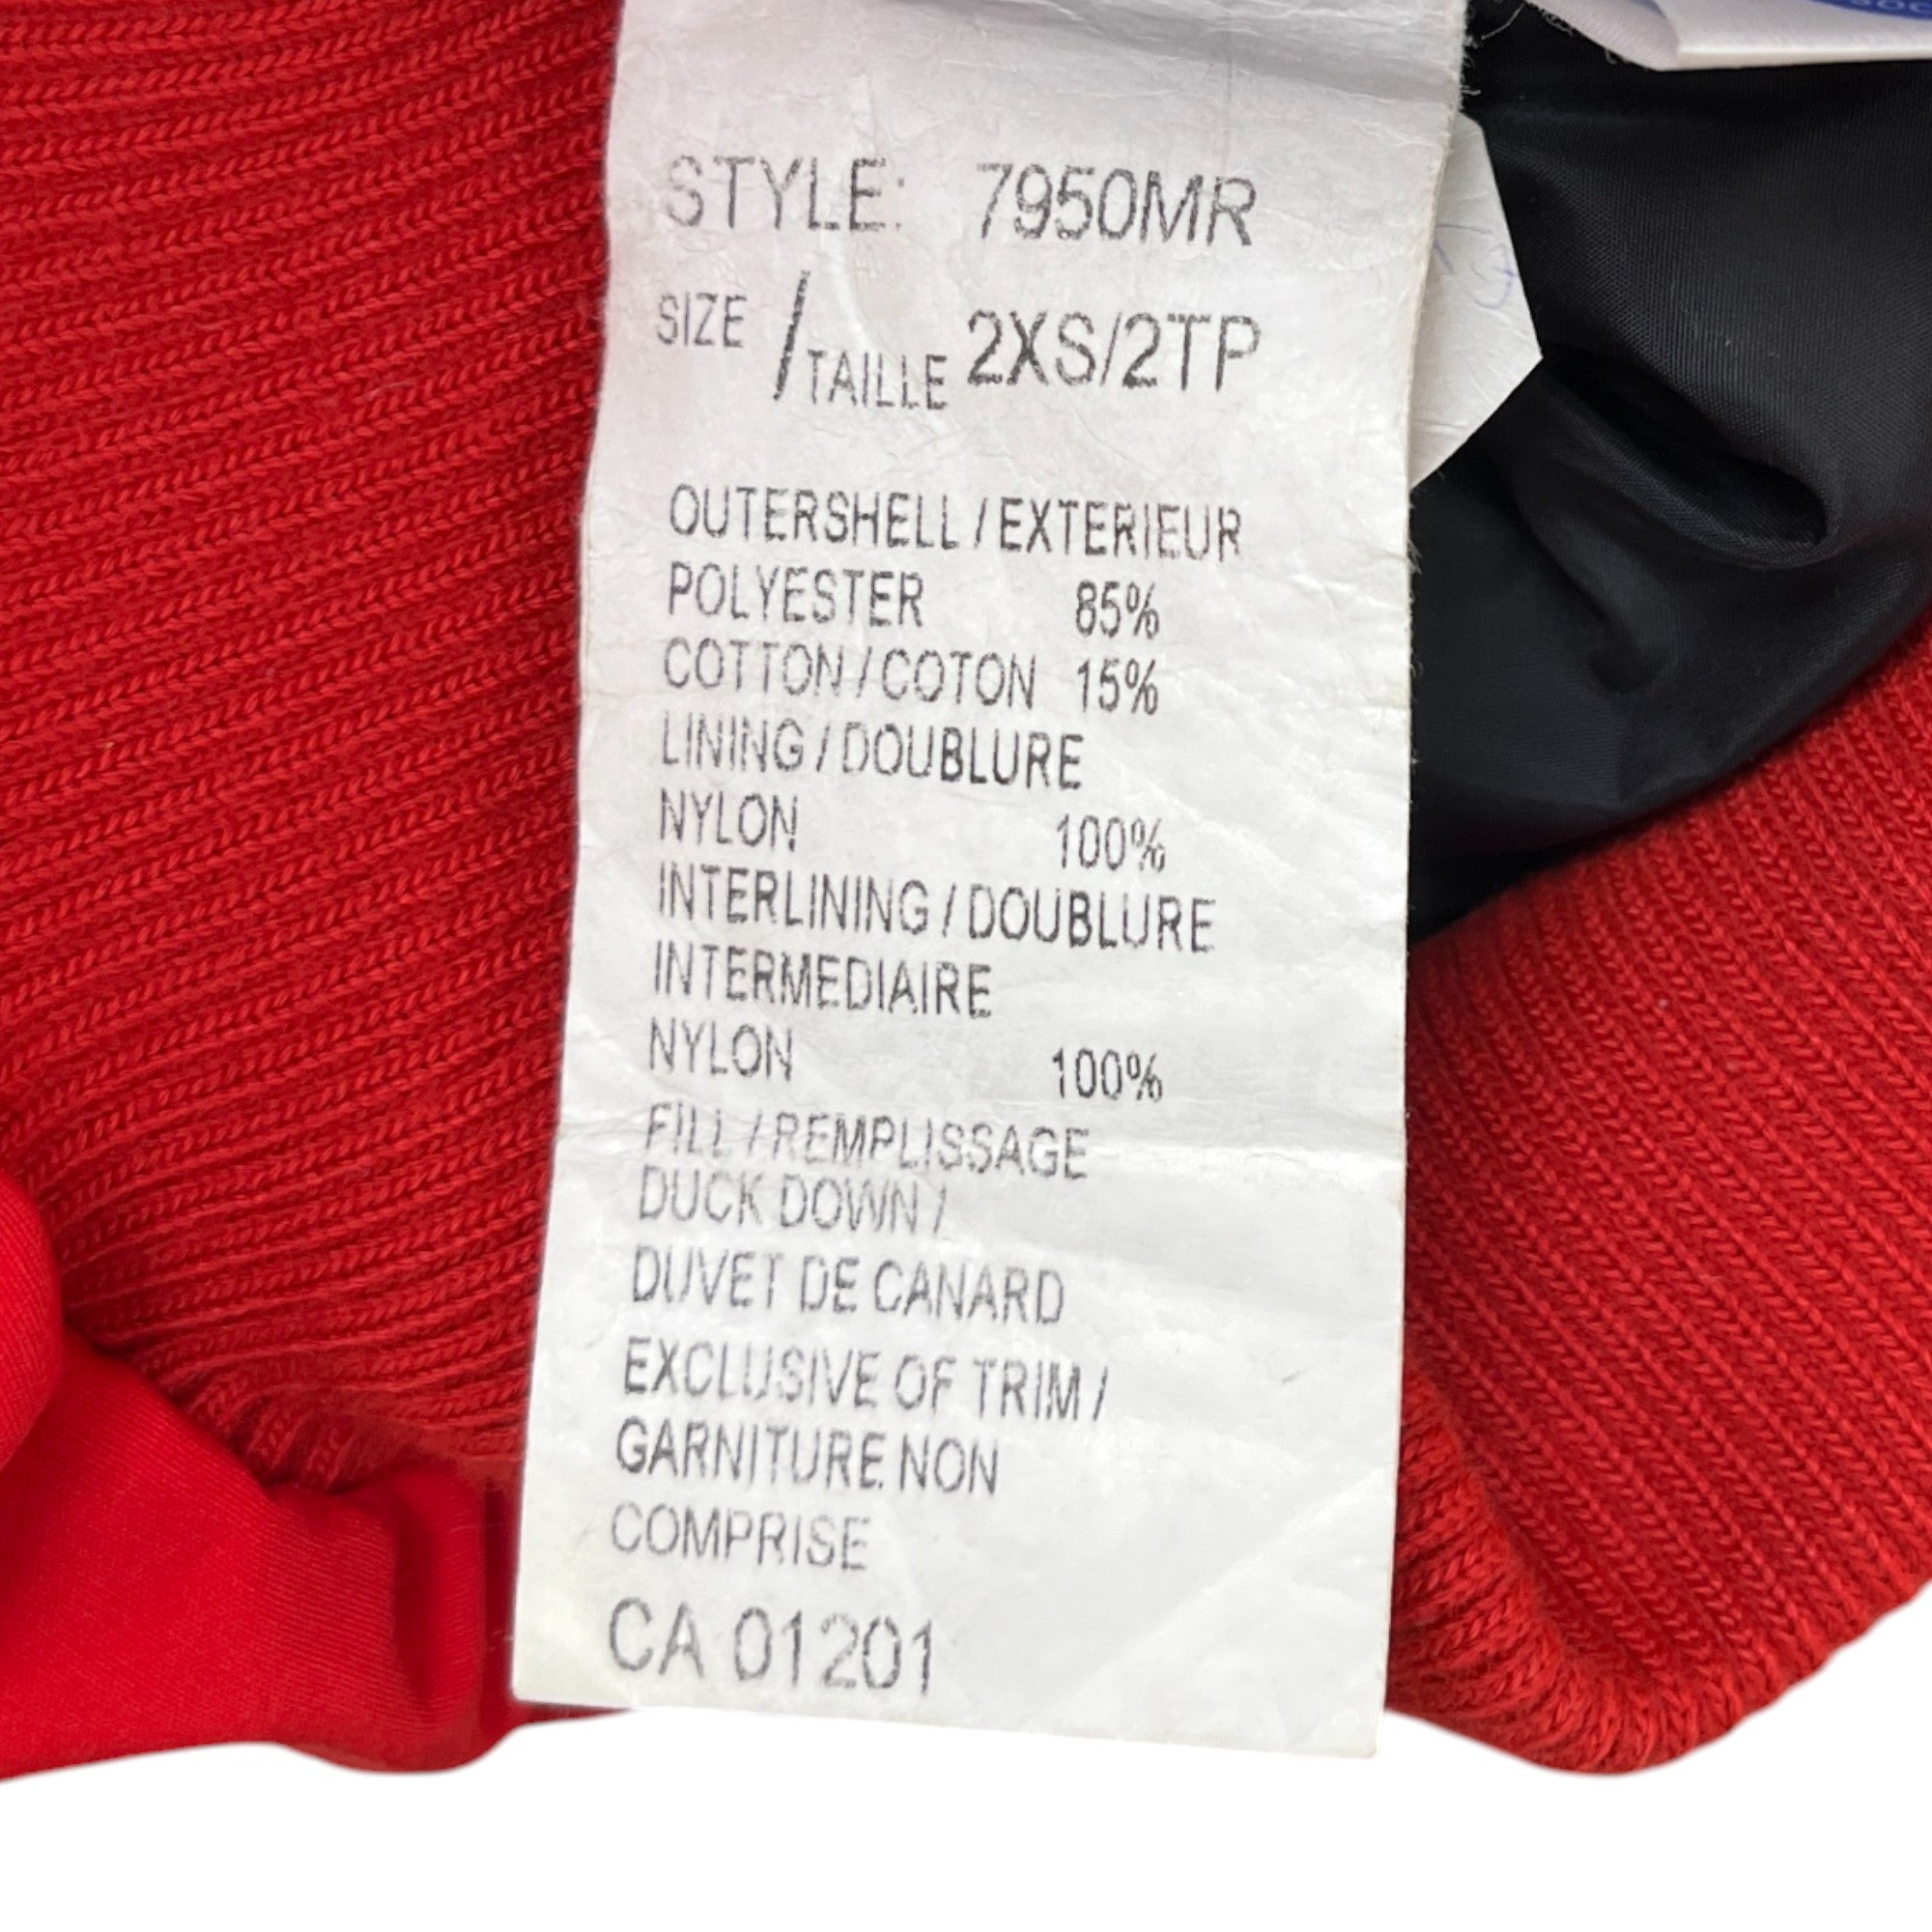 STYLE: 7950MR
SIZE / TAILLE 2XS/2TP
OUTERSHELL / EXTERIEUR
POLYESTER 85%
COTTON / COTON 15%
LINING / DOUBLURE
NYLON 100%
INTERLINING / DOUBLURE
INTERMEDIAIRE
NYLON 100%
FILL / REMPLISSAGE
DUCK DOWN /
DUVET DE CANARD
EXCLUSIVE OF TRIM /
GARNITURE NON
COMPRISE
CA 01201